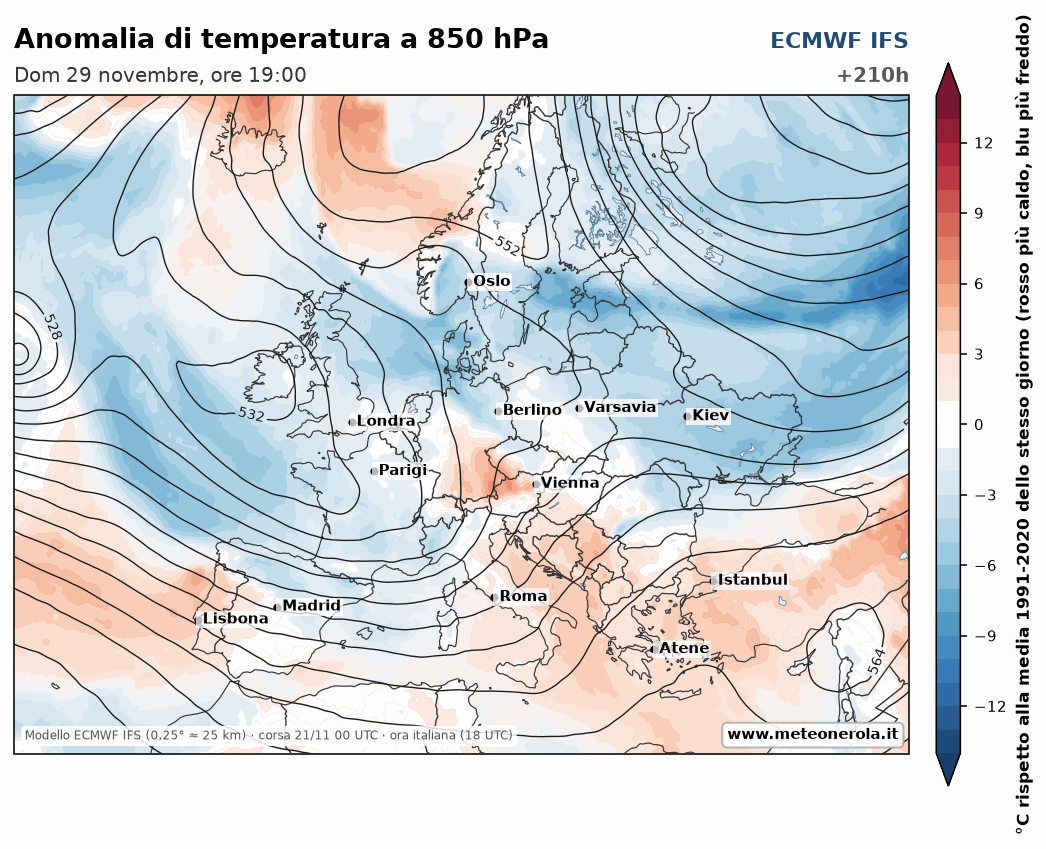 Anomalia di temperatura a 850 hPa
ECMWF IFS
Dom 29 novembre, ore 19:00
+210h
552
528
532
564
Oslo
Berlino
Varsavia
Kiev
Londra
Parigi
Vienna
Istanbul
Roma
Madrid
Lisbona
Atene
Modello ECMWF IFS (0,25° ≈ 25 km) · corsa 21/11 00 UTC · ora italiana (18 UTC)
www.meteonerola.it
12
9
6
3
0
−3
−6
−9
−12
°C rispetto alla media 1991-2020 dello stesso giorno (rosso più caldo, blu più freddo)